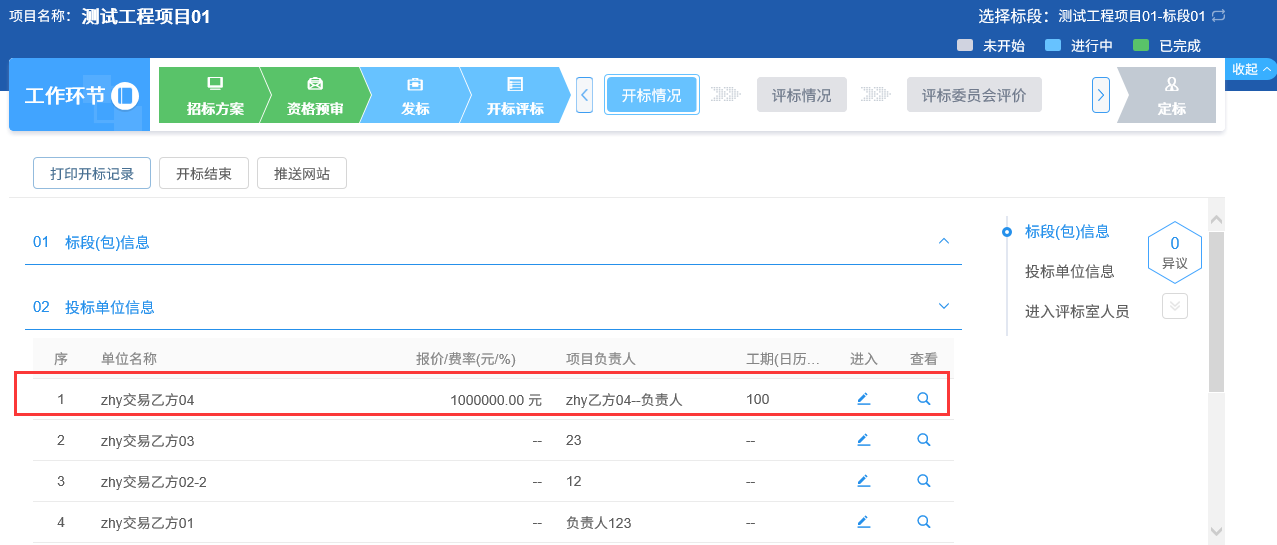 项目名称： 测试工程项目01
选择标段：测试工程项目01-标段01
未开始 进行中 已完成
收起
工作环节
招标方案 资格预审 发标 开标评标 开标情况 评标情况 评标委员会评价 定标
打印开标记录 开标结束 推送网站
01 标段(包)信息
02 投标单位信息
序 单位名称 报价/费率(元/%) 项目负责人 工期(日历... 进入 查看
1 zhy交易乙方04 1000000.00 元 zhy乙方04--负责人 100
2 zhy交易乙方03 -- 23 --
3 zhy交易乙方02-2 -- 12 --
4 zhy交易乙方01 -- 负责人123 --
标段(包)信息
投标单位信息
进入评标室人员
0
异议